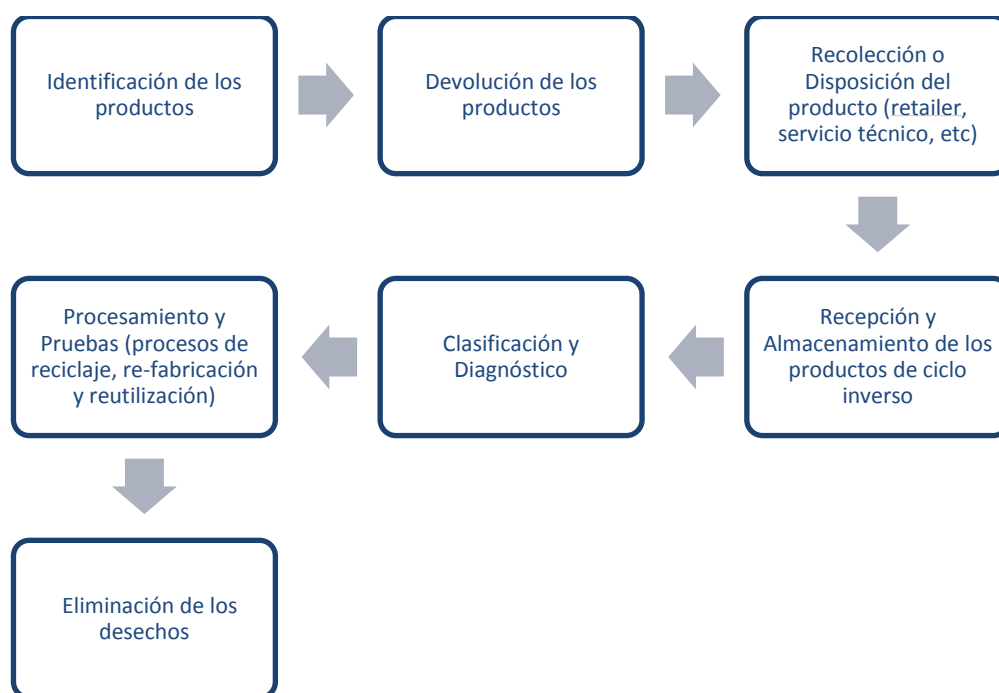 Identificación de los
productos
Devolución de los
productos
Recolección o
Disposición del
producto (retailer,
servicio técnico, etc)
Recepción y
Almacenamiento de los
productos de ciclo
inverso
Clasificación y
Diagnóstico
Procesamiento y
Pruebas (procesos de
reciclaje, re-fabricación
y reutilización)
Eliminación de los
desechos